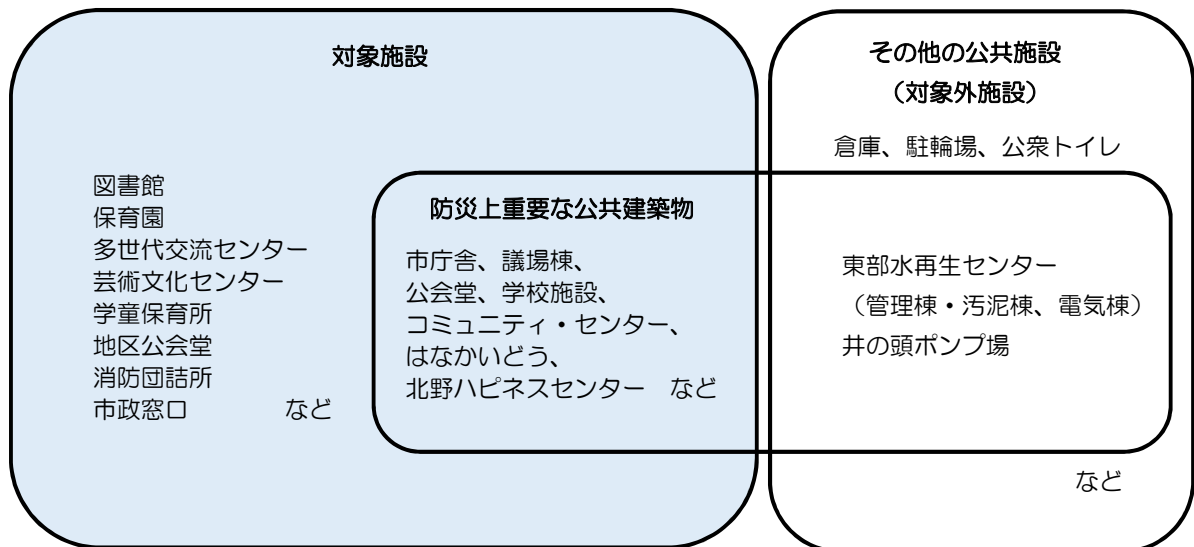 対象施設
図書館
保育園
多世代交流センター
芸術文化センター
学童保育所
地区公会堂
消防団詰所
市政窓口　　　など
防災上重要な公共建築物
市庁舎、議場棟、
公会堂、学校施設、
コミュニティ・センター、
はなかいどう、
北野ハピネスセンター　など
その他の公共施設
（対象外施設）
倉庫、駐輪場、公衆トイレ
東部水再生センター
（管理棟・汚泥棟、電気棟）
井の頭ポンプ場
など